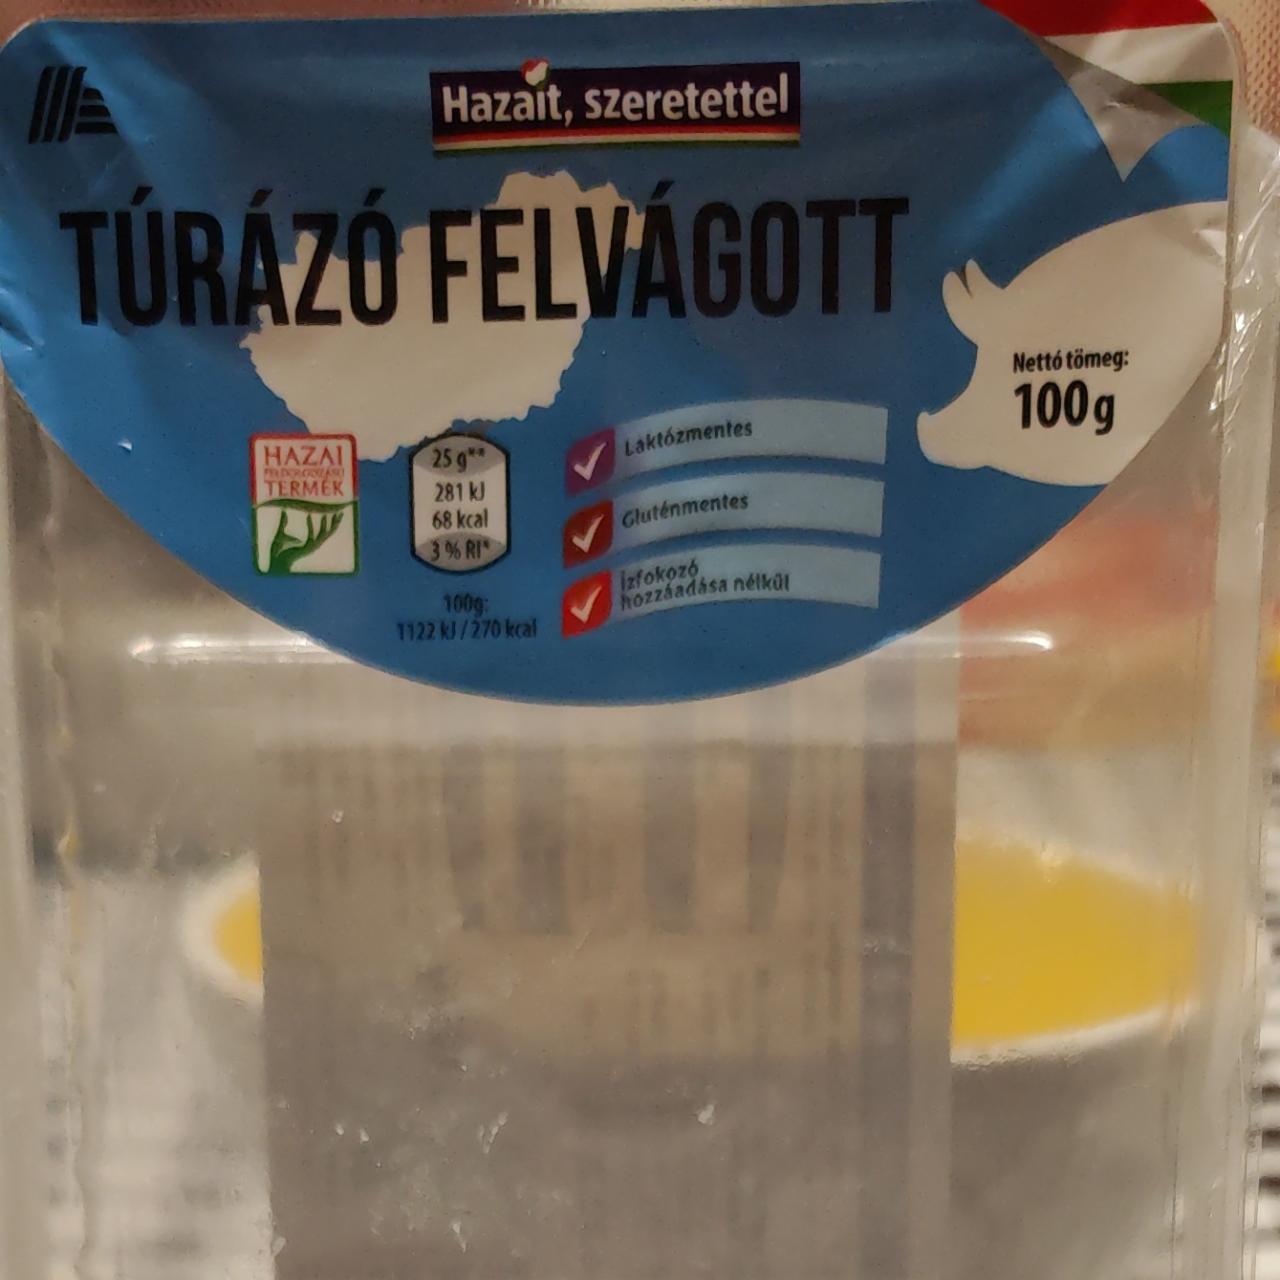 Hazait, szeretettel
TÚRÁZÓ FELVÁGOTT
Nettó tömeg:
100g
HAZAI
FELDOLGOZÁSÚ
TERMÉK
25 g**
281 kJ
68 kcal
3 % RI*
100g:
1122 kJ / 270 kcal
Laktózmentes
Gluténmentes
Ízfokozó
hozzáadása nélkül